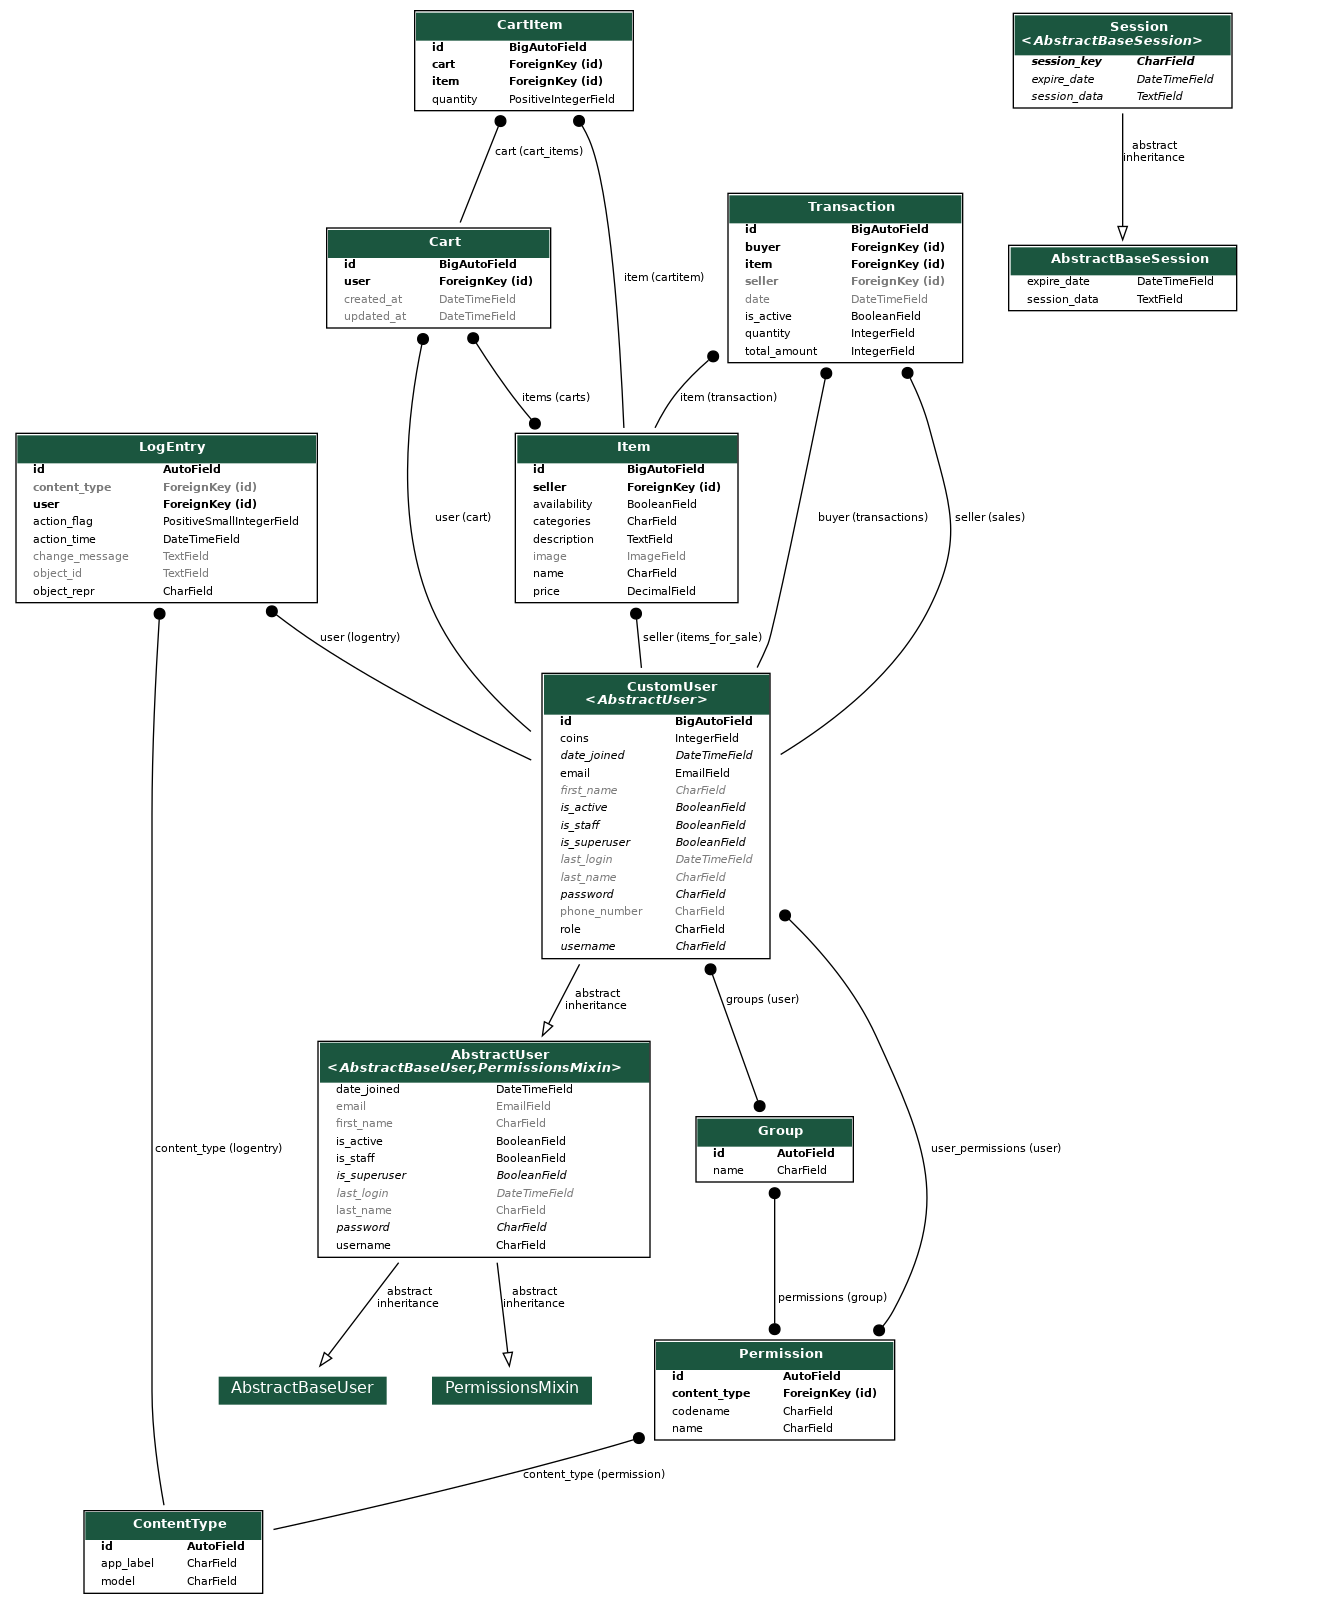 CartItem
id BigAutoField
cart ForeignKey (id)
item ForeignKey (id)
quantity PositiveIntegerField
Session
<AbstractBaseSession>
session_key CharField
expire_date DateTimeField
session_data TextField
cart (cart_items)
abstract
inheritance
item (cartitem)
Transaction
id BigAutoField
buyer ForeignKey (id)
item ForeignKey (id)
seller ForeignKey (id)
date DateTimeField
is_active BooleanField
quantity IntegerField
total_amount IntegerField
Cart
id BigAutoField
user ForeignKey (id)
created_at DateTimeField
updated_at DateTimeField
AbstractBaseSession
expire_date DateTimeField
session_data TextField
items (carts)
item (transaction)
LogEntry
id AutoField
content_type ForeignKey (id)
user ForeignKey (id)
action_flag PositiveSmallIntegerField
action_time DateTimeField
change_message TextField
object_id TextField
object_repr CharField
user (cart)
Item
id BigAutoField
seller ForeignKey (id)
availability BooleanField
categories CharField
description TextField
image ImageField
name CharField
price DecimalField
buyer (transactions)
seller (sales)
user (logentry)
seller (items_for_sale)
CustomUser
<AbstractUser>
id BigAutoField
coins IntegerField
date_joined DateTimeField
email EmailField
first_name CharField
is_active BooleanField
is_staff BooleanField
is_superuser BooleanField
last_login DateTimeField
last_name CharField
password CharField
phone_number CharField
role CharField
username CharField
abstract
inheritance
groups (user)
AbstractUser
<AbstractBaseUser,PermissionsMixin>
date_joined DateTimeField
email EmailField
first_name CharField
is_active BooleanField
is_staff BooleanField
is_superuser BooleanField
last_login DateTimeField
last_name CharField
password CharField
username CharField
Group
id AutoField
name CharField
content_type (logentry)
user_permissions (user)
abstract
inheritance
abstract
inheritance
permissions (group)
AbstractBaseUser
PermissionsMixin
Permission
id AutoField
content_type ForeignKey (id)
codename CharField
name CharField
content_type (permission)
ContentType
id AutoField
app_label CharField
model CharField